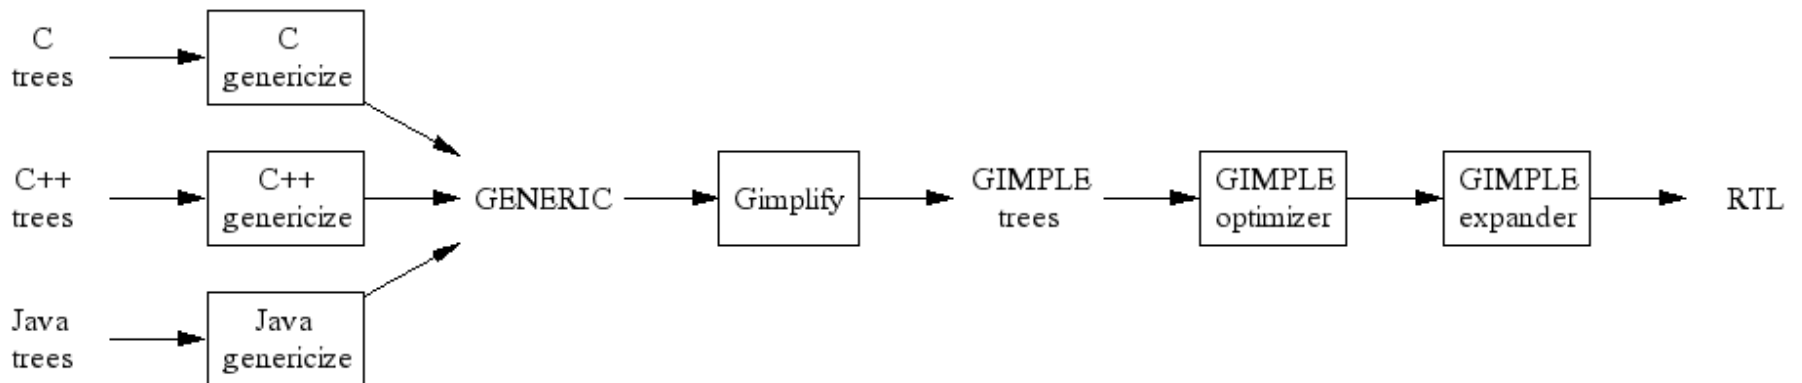 C
trees
C
genericize
C++
trees
C++
genericize
GENERIC
Gimplify
GIMPLE
trees
GIMPLE
optimizer
GIMPLE
expander
RTL
Java
trees
Java
genericize